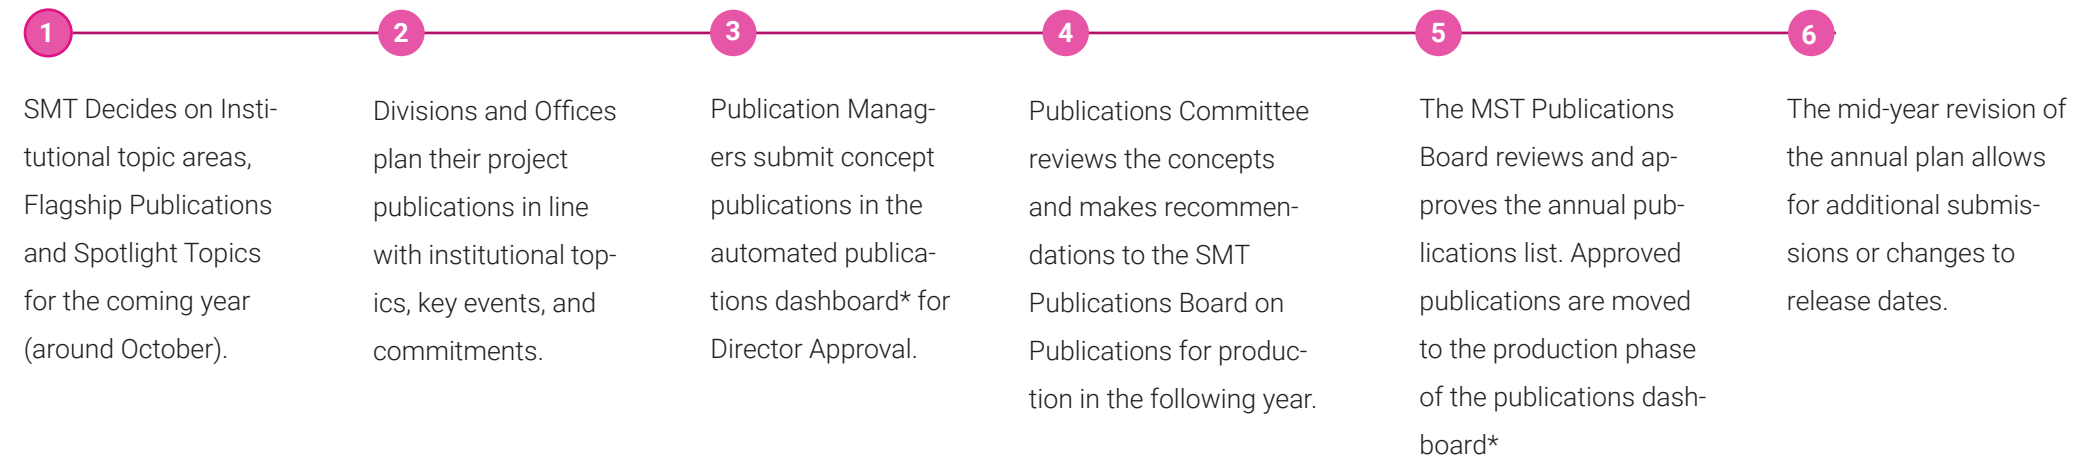 1
SMT Decides on Insti-
tutional topic areas,
Flagship Publications
and Spotlight Topics
for the coming year
(around October).
2
Divisions and Offices
plan their project
publications in line
with institutional top-
ics, key events, and
commitments.
3
Publication Manag-
ers submit concept
publications in the
automated publica-
tions dashboard* for
Director Approval.
4
Publications Committee
reviews the concepts
and makes recommen-
dations to the SMT
Publications Board on
Publications for produc-
tion in the following year.
5
The MST Publications
Board reviews and ap-
proves the annual pub-
lications list. Approved
publications are moved
to the production phase
of the publications dash-
board*
6
The mid-year revision of
the annual plan allows
for additional submis-
sions or changes to
release dates.